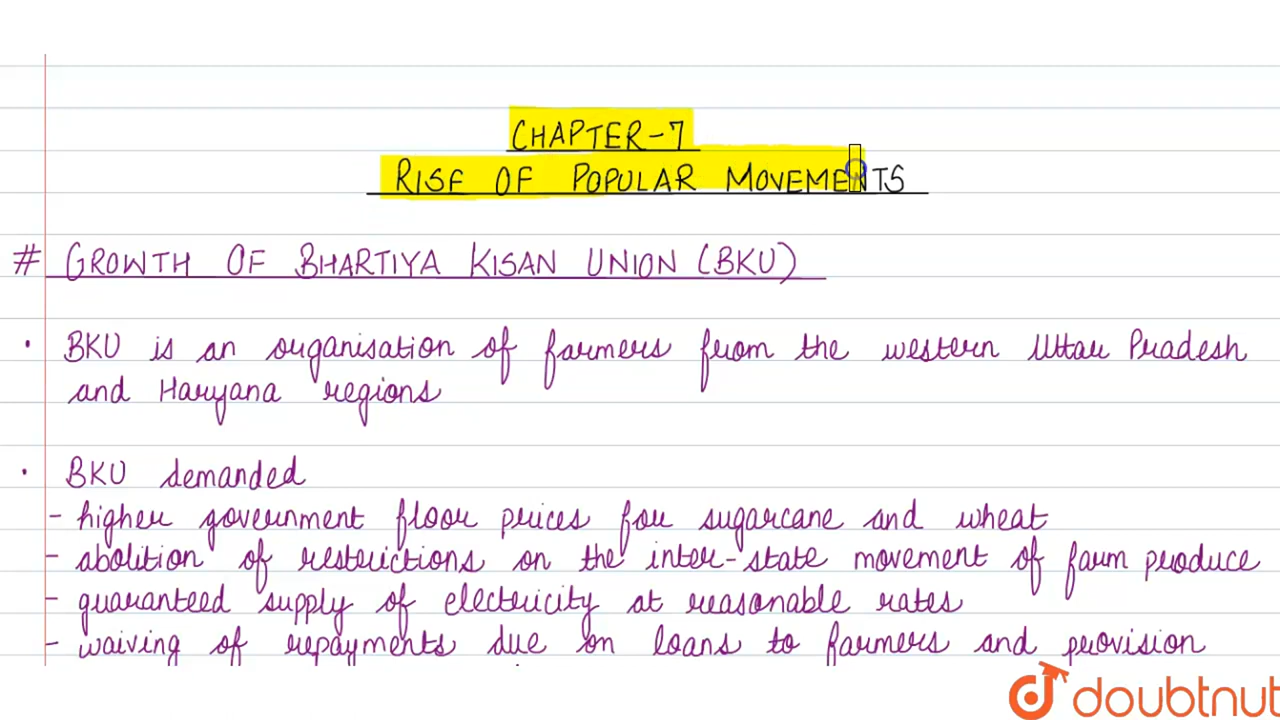 CHAPTER-7
RISE OF POPULAR MOVEMENTS
# GROWTH OF BHARTIYA KISAN UNION (BKU)
· BKU is an organisation of farmers from the western Uttar Pradesh
and Haryana regions
· BKU demanded
- higher government floor prices for sugarcane and wheat
- abolition of restrictions on the inter-state movement of farm produce
- guaranteed supply of electricity at reasonable rates
- waiving of repayments due on loans to farmers and provision
doubtnut